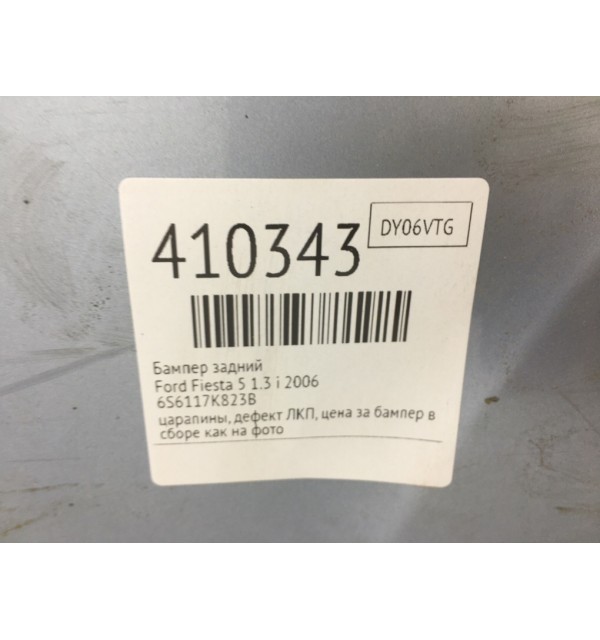 410343
DY06VTG
Бампер задний
Ford Fiesta 5 1.3 i 2006
6S6117K823B
царапины, дефект ЛКП, цена за бампер в
сборе как на фото